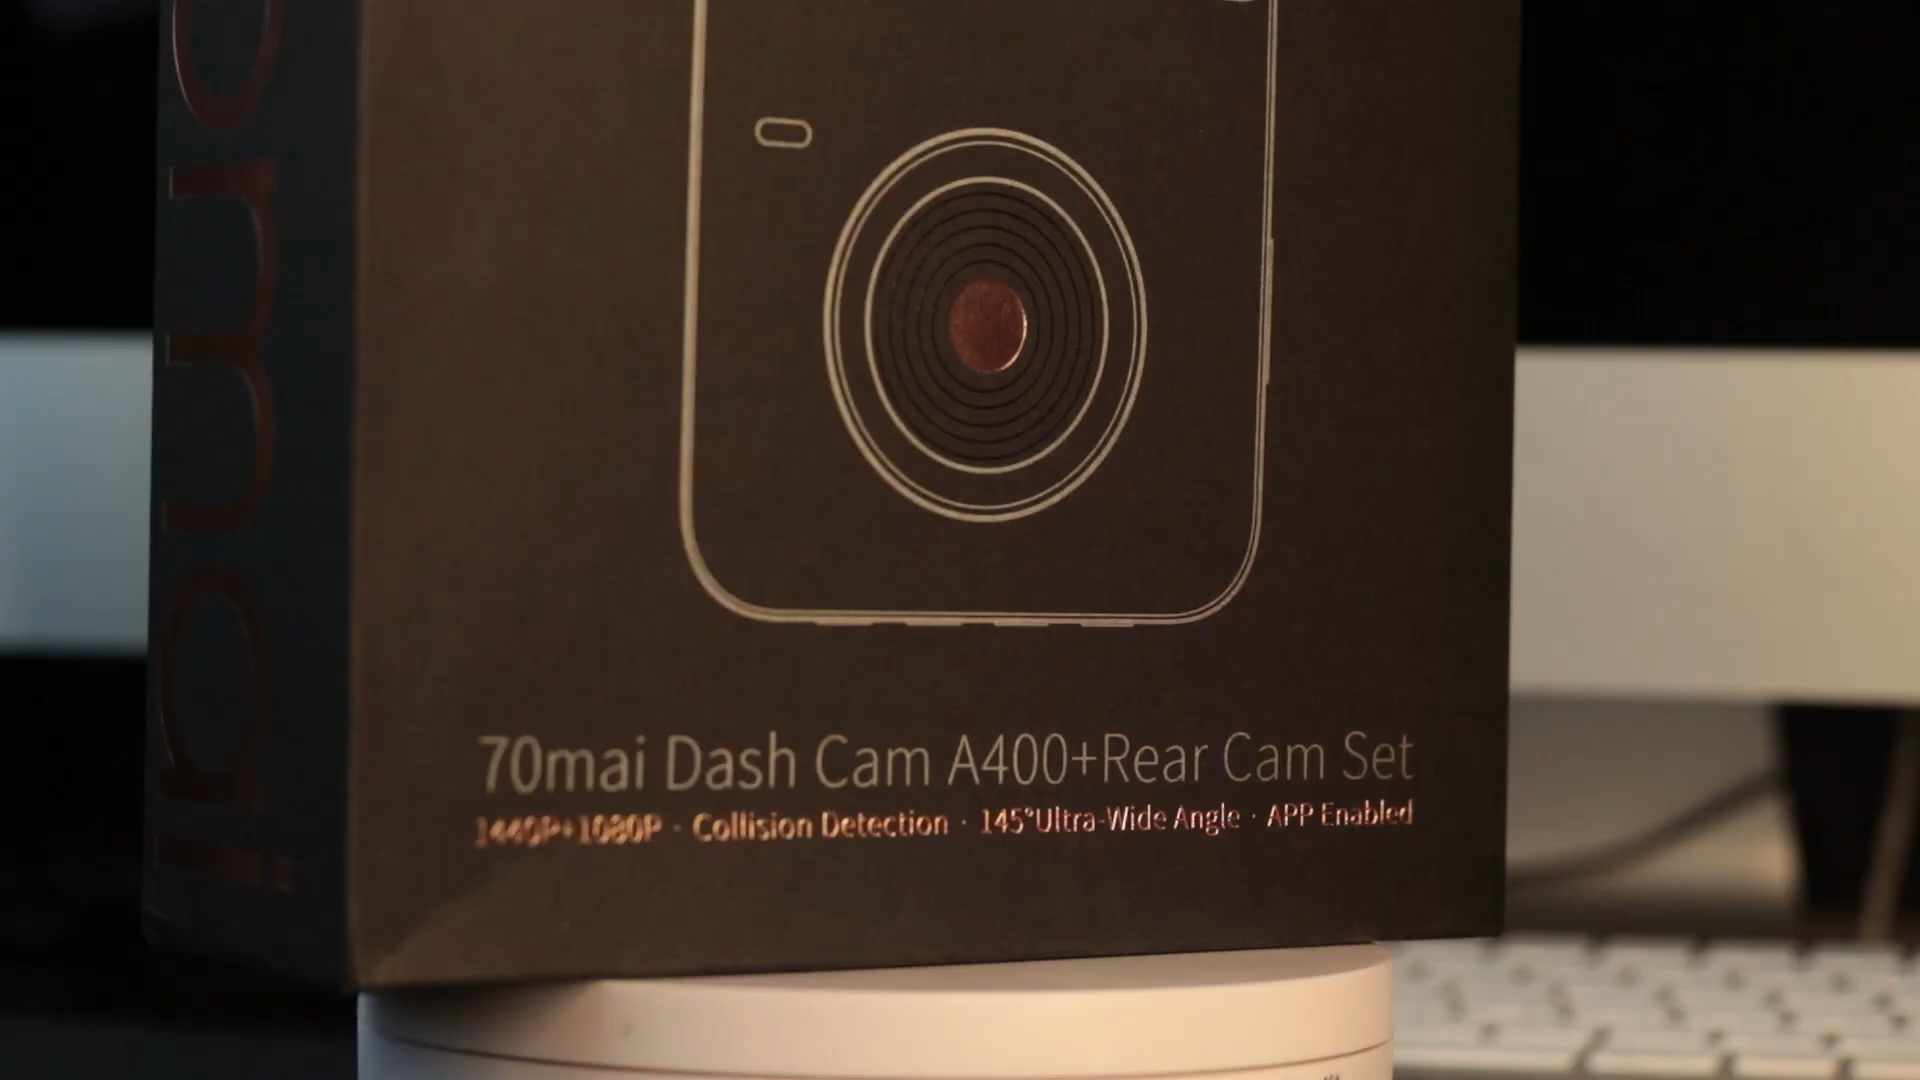 70mai Dash Cam A400+Rear Cam Set
1440P+1080P · Collision Detection · 145°Ultra-Wide Angle · APP Enabled